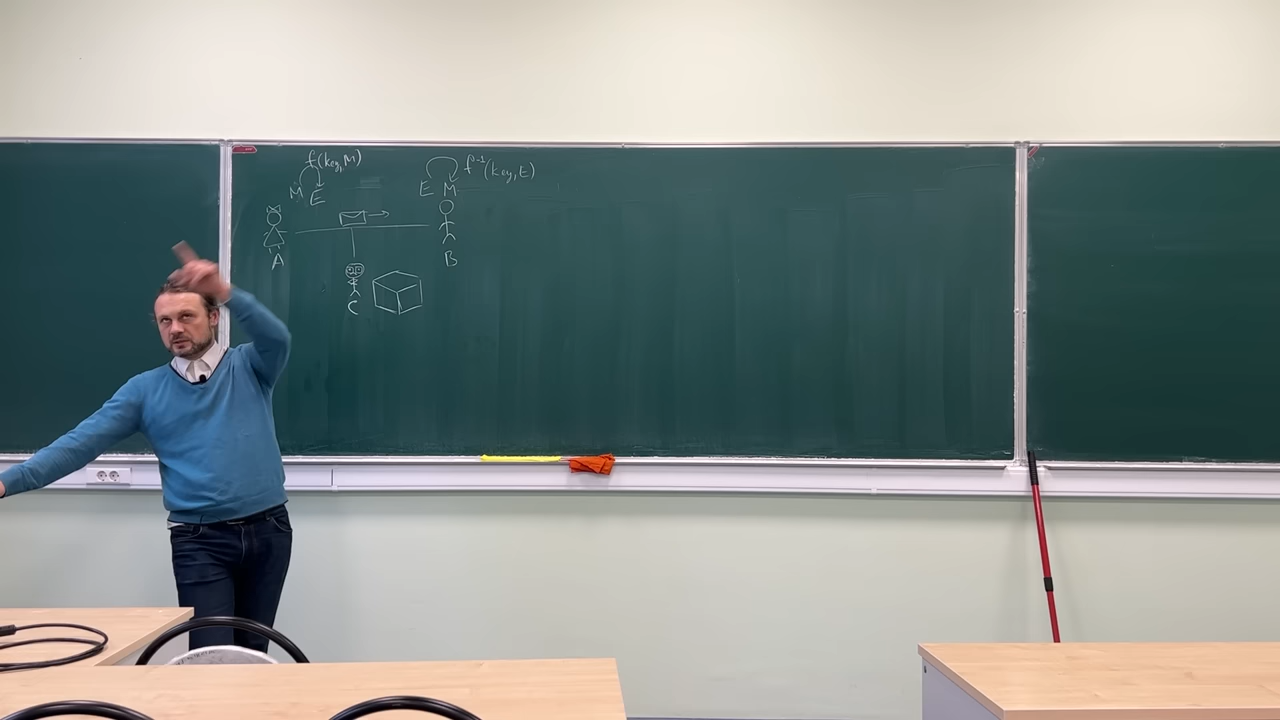 f(key,M)
M E
A
f⁻¹(key,E)
E M
B
C